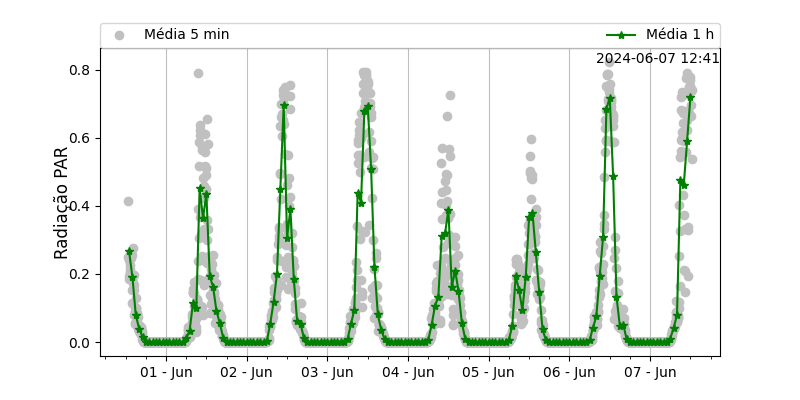 Média 5 min Média 1 h
2024-06-07 12:41
Radiação PAR
0.8
0.6
0.4
0.2
0.0
01 - Jun 02 - Jun 03 - Jun 04 - Jun 05 - Jun 06 - Jun 07 - Jun